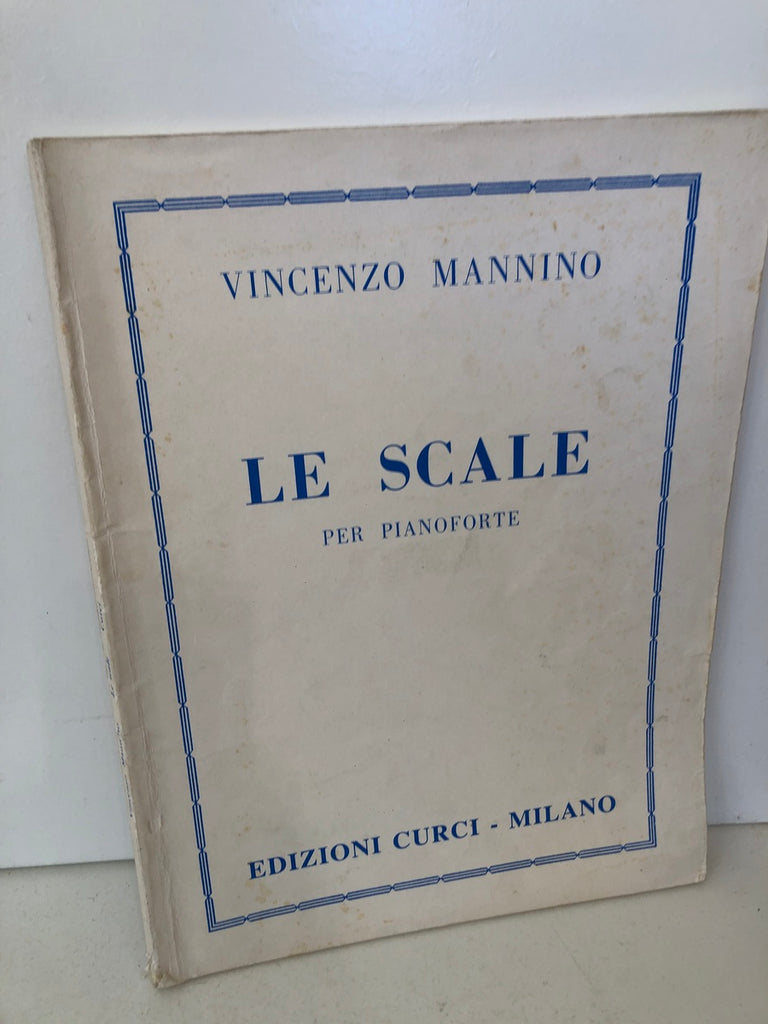 VINCENZO MANNINO
LE SCALE
PER PIANOFORTE
EDIZIONI CURCI - MILANO